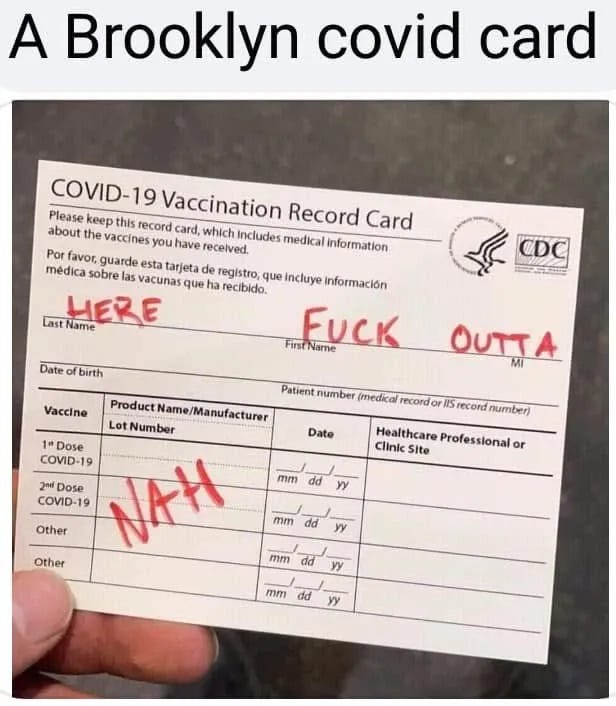 A Brooklyn covid card
COVID-19 Vaccination Record Card
Please keep this record card, which includes medical information
about the vaccines you have received.
Por favor, guarde esta tarjeta de registro, que incluye información
médica sobre las vacunas que ha recibido.
CDC
HERE FUCK OUTTA
Last Name First Name MI
Date of birth Patient number (medical record or IIS record number)
Vaccine Product Name/Manufacturer Date Healthcare Professional or
Lot Number Clinic Site
1st Dose
COVID-19
mm dd yy
2nd Dose
COVID-19
NAH
mm dd yy
Other
mm dd yy
Other
mm dd yy